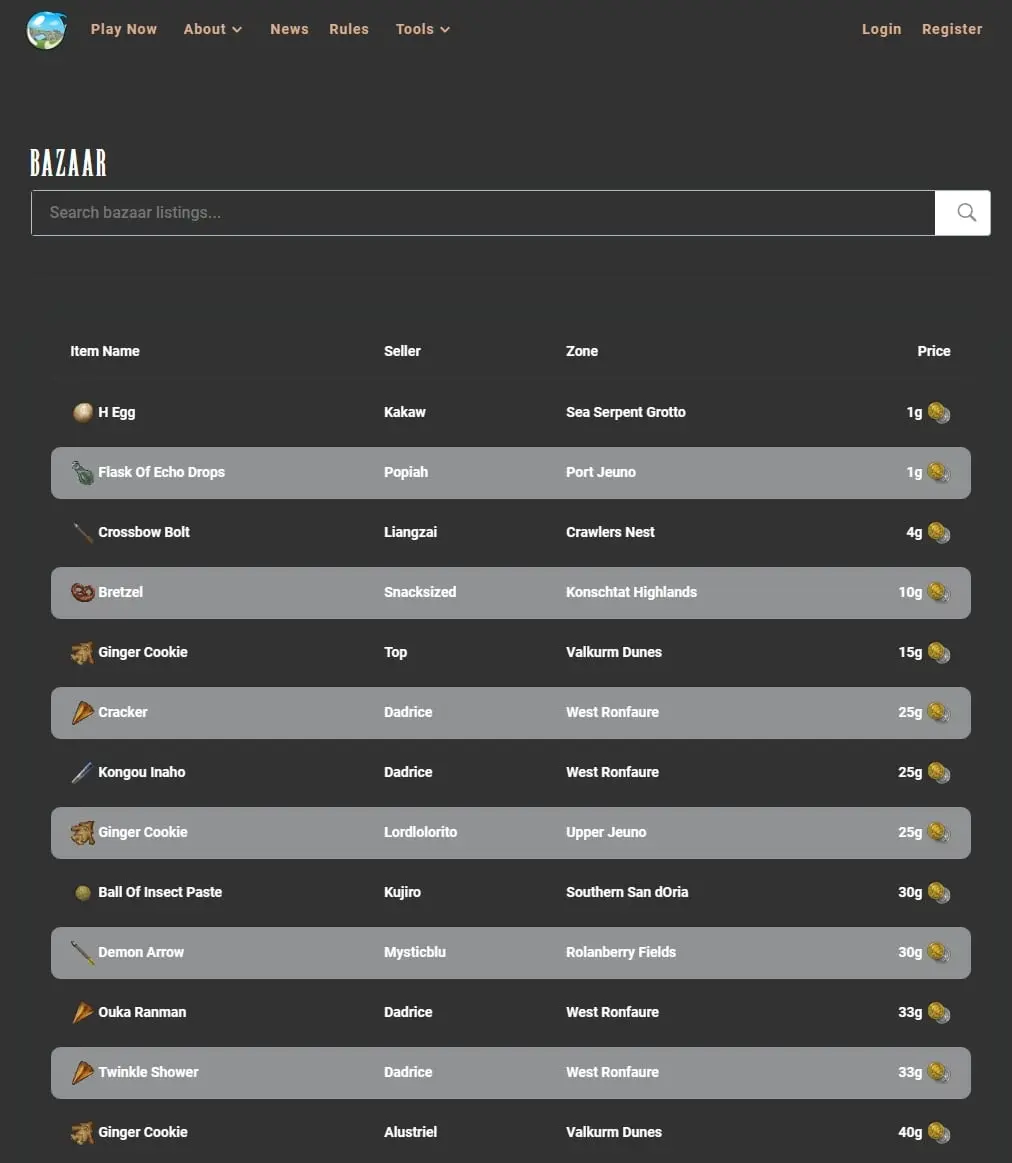 Play Now About News Rules Tools Login Register
BAZAAR
Search bazaar listings...
Item Name Seller Zone Price
H Egg Kakaw Sea Serpent Grotto 1g
Flask Of Echo Drops Popiah Port Jeuno 1g
Crossbow Bolt Liangzai Crawlers Nest 4g
Bretzel Snacksized Konschtat Highlands 10g
Ginger Cookie Top Valkurm Dunes 15g
Cracker Dadrice West Ronfaure 25g
Kongou Inaho Dadrice West Ronfaure 25g
Ginger Cookie Lordlolorito Upper Jeuno 25g
Ball Of Insect Paste Kujiro Southern San dOria 30g
Demon Arrow Mysticblu Rolanberry Fields 30g
Ouka Ranman Dadrice West Ronfaure 33g
Twinkle Shower Dadrice West Ronfaure 33g
Ginger Cookie Alustriel Valkurm Dunes 40g